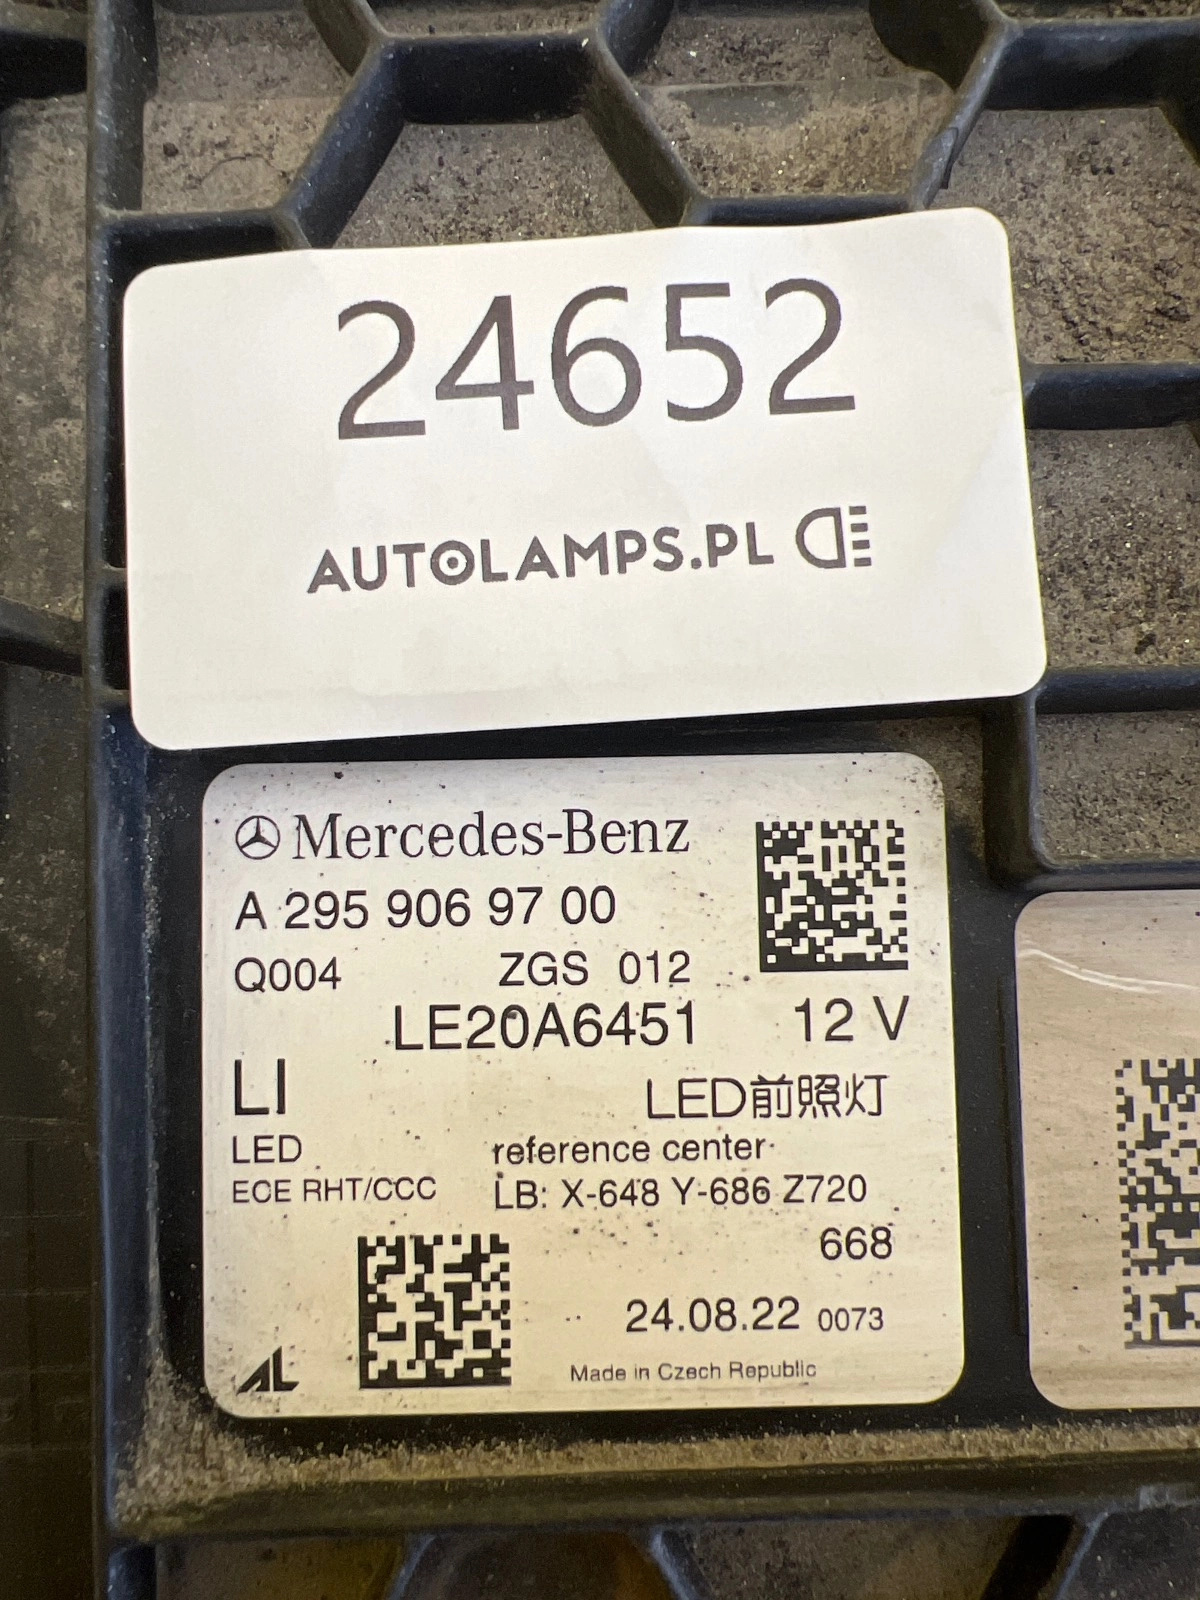 24652
AUTOLAMPS.PL
Mercedes-Benz
A 295 906 97 00
Q004 ZGS 012
LE20A6451 12 V
LI LED前照灯
LED reference center
ECE RHT/CCC LB: X-648 Y-686 Z720
668
24.08.22 0073
AL Made in Czech Republic